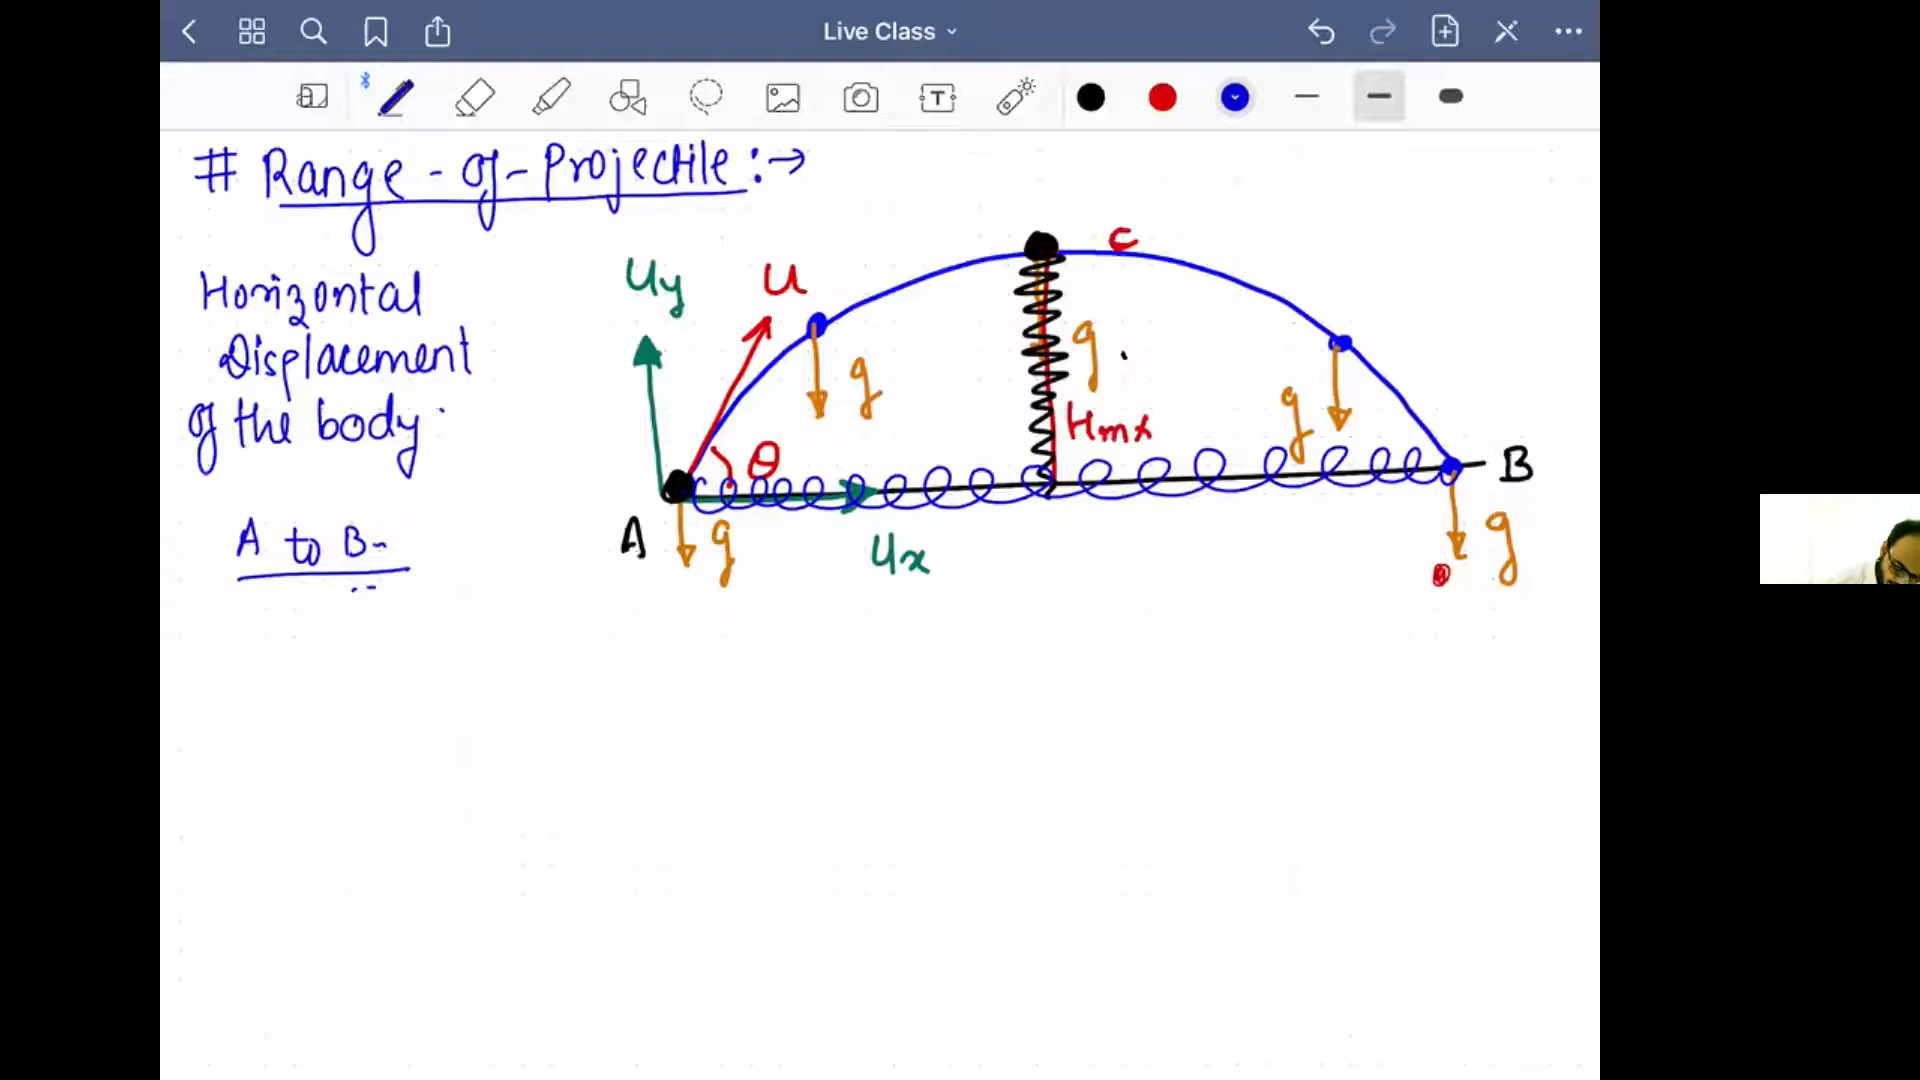 Live Class
T
# Range-of-Projectile :→
Horizontal
Displacement
of the body.
A to B-
Uy
U
C
g
g
g
Hmx
θ
B
A
g
Ux
g